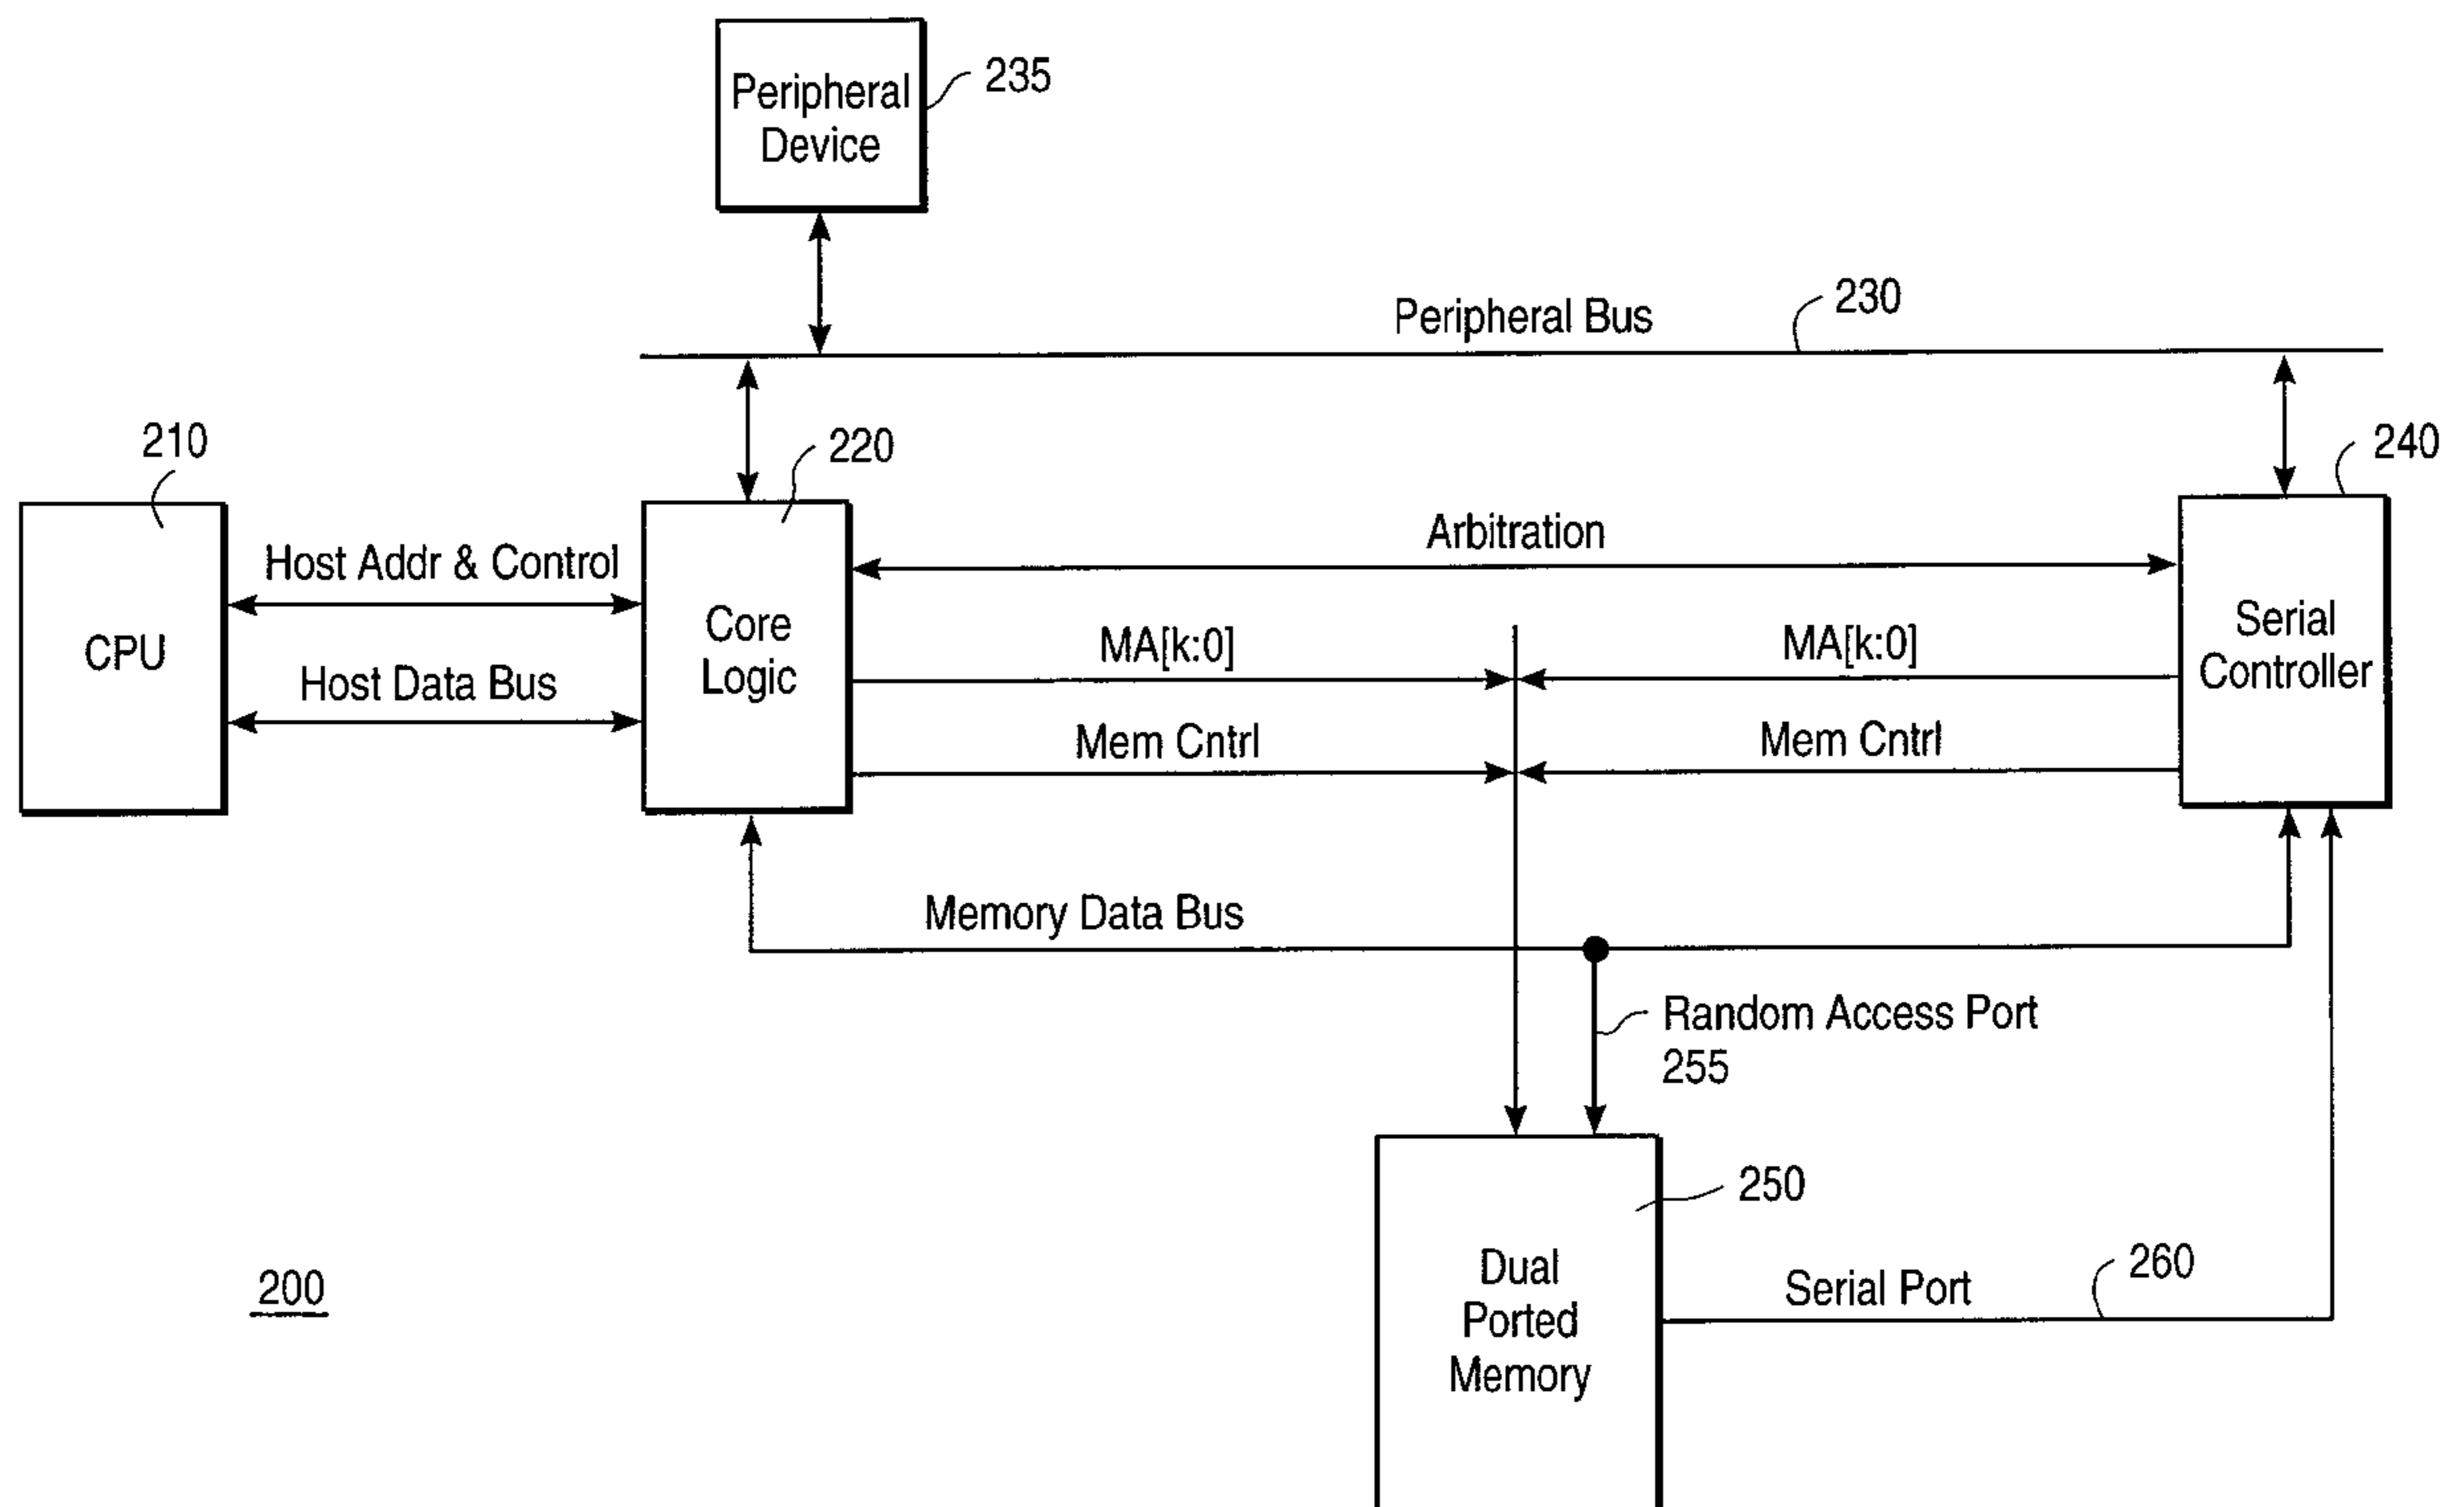 Peripheral
Device
235
Peripheral Bus
230
210
220
240
Host Addr & Control
Arbitration
CPU
Core
Logic
MA[k:0]
MA[k:0]
Serial
Controller
Host Data Bus
Mem Cntrl
Mem Cntrl
Memory Data Bus
Random Access Port
255
250
Dual
Ported
Memory
Serial Port
260
200